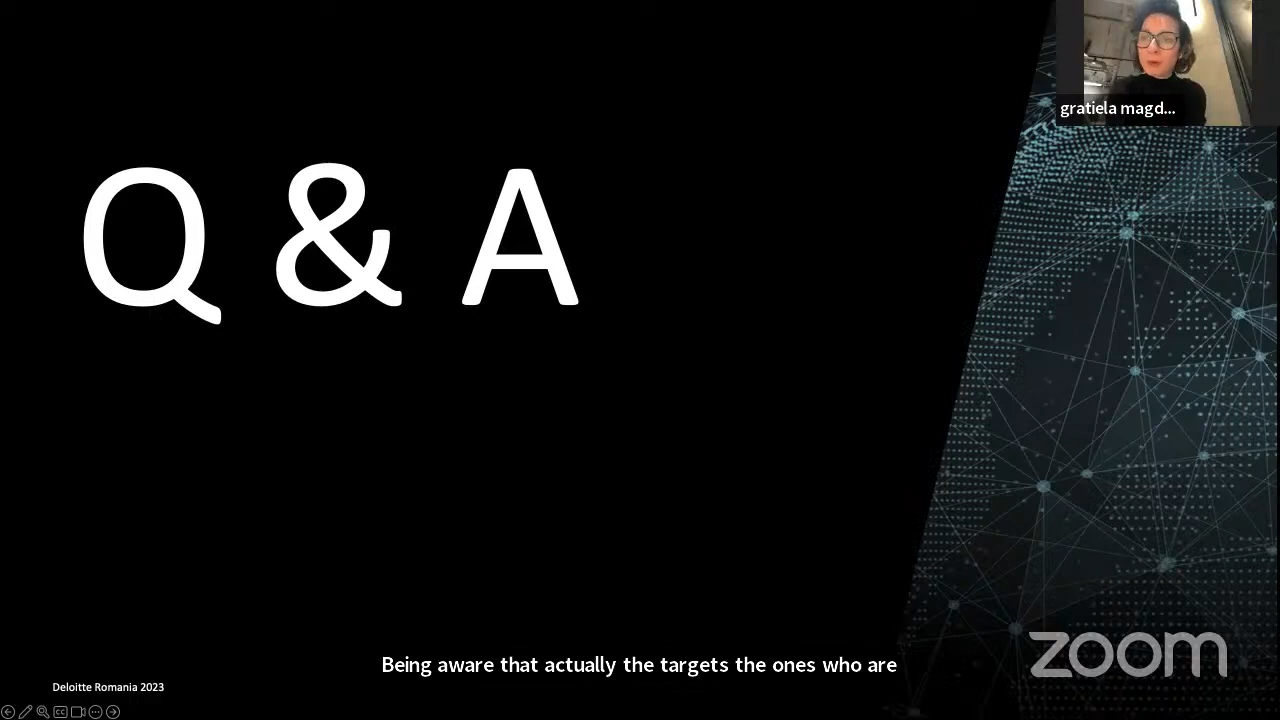 gratiela magd...
Q & A
Being aware that actually the targets the ones who are
zoom
Deloitte Romania 2023